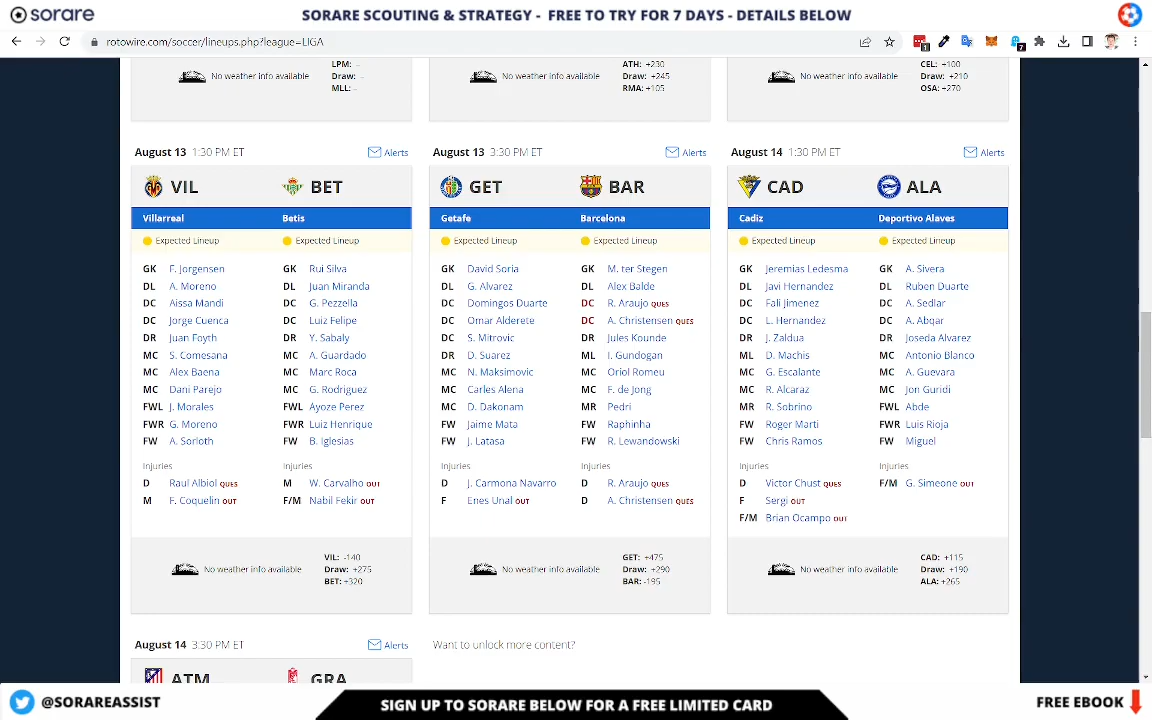 sorare
SORARE SCOUTING & STRATEGY - FREE TO TRY FOR 7 DAYS - DETAILS BELOW
rotowire.com/soccer/lineups.php?league=LIGA
1
7
No weather info available
LPM: –
Draw: –
MLL: –
No weather info available
ATH: +230
Draw: +245
RMA: +105
No weather info available
CEL: +100
Draw: +210
OSA: +270
August 13 1:30 PM ET Alerts
VIL BET
Villarreal Betis
Expected Lineup Expected Lineup
GK F. Jorgensen GK Rui Silva
DL A. Moreno DL Juan Miranda
DC Aissa Mandi DC G. Pezzella
DC Jorge Cuenca DC Luiz Felipe
DR Juan Foyth DR Y. Sabaly
MC S. Comesana MC A. Guardado
MC Alex Baena MC Marc Roca
MC Dani Parejo MC G. Rodriguez
FWL J. Morales FWL Ayoze Perez
FWR G. Moreno FWR Luiz Henrique
FW A. Sorloth FW B. Iglesias
Injuries Injuries
D Raul Albiol QUES M W. Carvalho OUT
M F. Coquelin OUT F/M Nabil Fekir OUT
No weather info available
VIL: -140
Draw: +275
BET: +320
August 13 3:30 PM ET Alerts
GET BAR
Getafe Barcelona
Expected Lineup Expected Lineup
GK David Soria GK M. ter Stegen
DL G. Alvarez DL Alex Balde
DC Domingos Duarte DC R. Araujo QUES
DC Omar Alderete DC A. Christensen QUES
DC S. Mitrovic DR Jules Kounde
DR D. Suarez ML I. Gundogan
MC N. Maksimovic MC Oriol Romeu
MC Carles Alena MC F. de Jong
MC D. Dakonam MR Pedri
FW Jaime Mata FW Raphinha
FW J. Latasa FW R. Lewandowski
Injuries Injuries
D J. Carmona Navarro D R. Araujo QUES
F Enes Unal OUT D A. Christensen QUES
No weather info available
GET: +475
Draw: +290
BAR: -195
August 14 1:30 PM ET Alerts
CAD ALA
Cadiz Deportivo Alaves
Expected Lineup Expected Lineup
GK Jeremias Ledesma GK A. Sivera
DL Javi Hernandez DL Ruben Duarte
DC Fali Jimenez DC A. Sedlar
DC L. Hernandez DC A. Abqar
DR J. Zaldua DR Joseda Alvarez
ML D. Machis MC Antonio Blanco
MC G. Escalante MC A. Guevara
MC R. Alcaraz MC Jon Guridi
MR R. Sobrino FWL Abde
FW Roger Marti FWR Luis Rioja
FW Chris Ramos FW Miguel
Injuries Injuries
D Victor Chust QUES F/M G. Simeone OUT
F Sergi OUT
F/M Brian Ocampo OUT
No weather info available
CAD: +115
Draw: +190
ALA: +265
August 14 3:30 PM ET Alerts
ATM GRA
Want to unlock more content?
@SORAREASSIST
SIGN UP TO SORARE BELOW FOR A FREE LIMITED CARD
FREE EBOOK